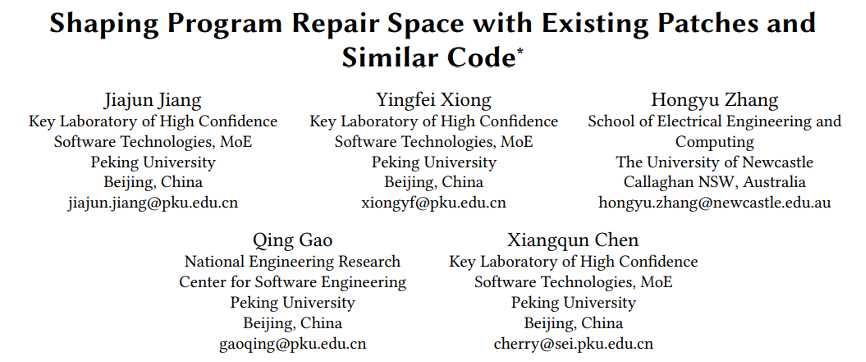 Shaping Program Repair Space with Existing Patches and
Similar Code*
Jiajun Jiang
Key Laboratory of High Confidence
Software Technologies, MoE
Peking University
Beijing, China
jiajun.jiang@pku.edu.cn
Yingfei Xiong
Key Laboratory of High Confidence
Software Technologies, MoE
Peking University
Beijing, China
xiongyf@pku.edu.cn
Hongyu Zhang
School of Electrical Engineering and
Computing
The University of Newcastle
Callaghan NSW, Australia
hongyu.zhang@newcastle.edu.au
Qing Gao
National Engineering Research
Center for Software Engineering
Peking University
Beijing, China
gaoqing@pku.edu.cn
Xiangqun Chen
Key Laboratory of High Confidence
Software Technologies, MoE
Peking University
Beijing, China
cherry@sei.pku.edu.cn